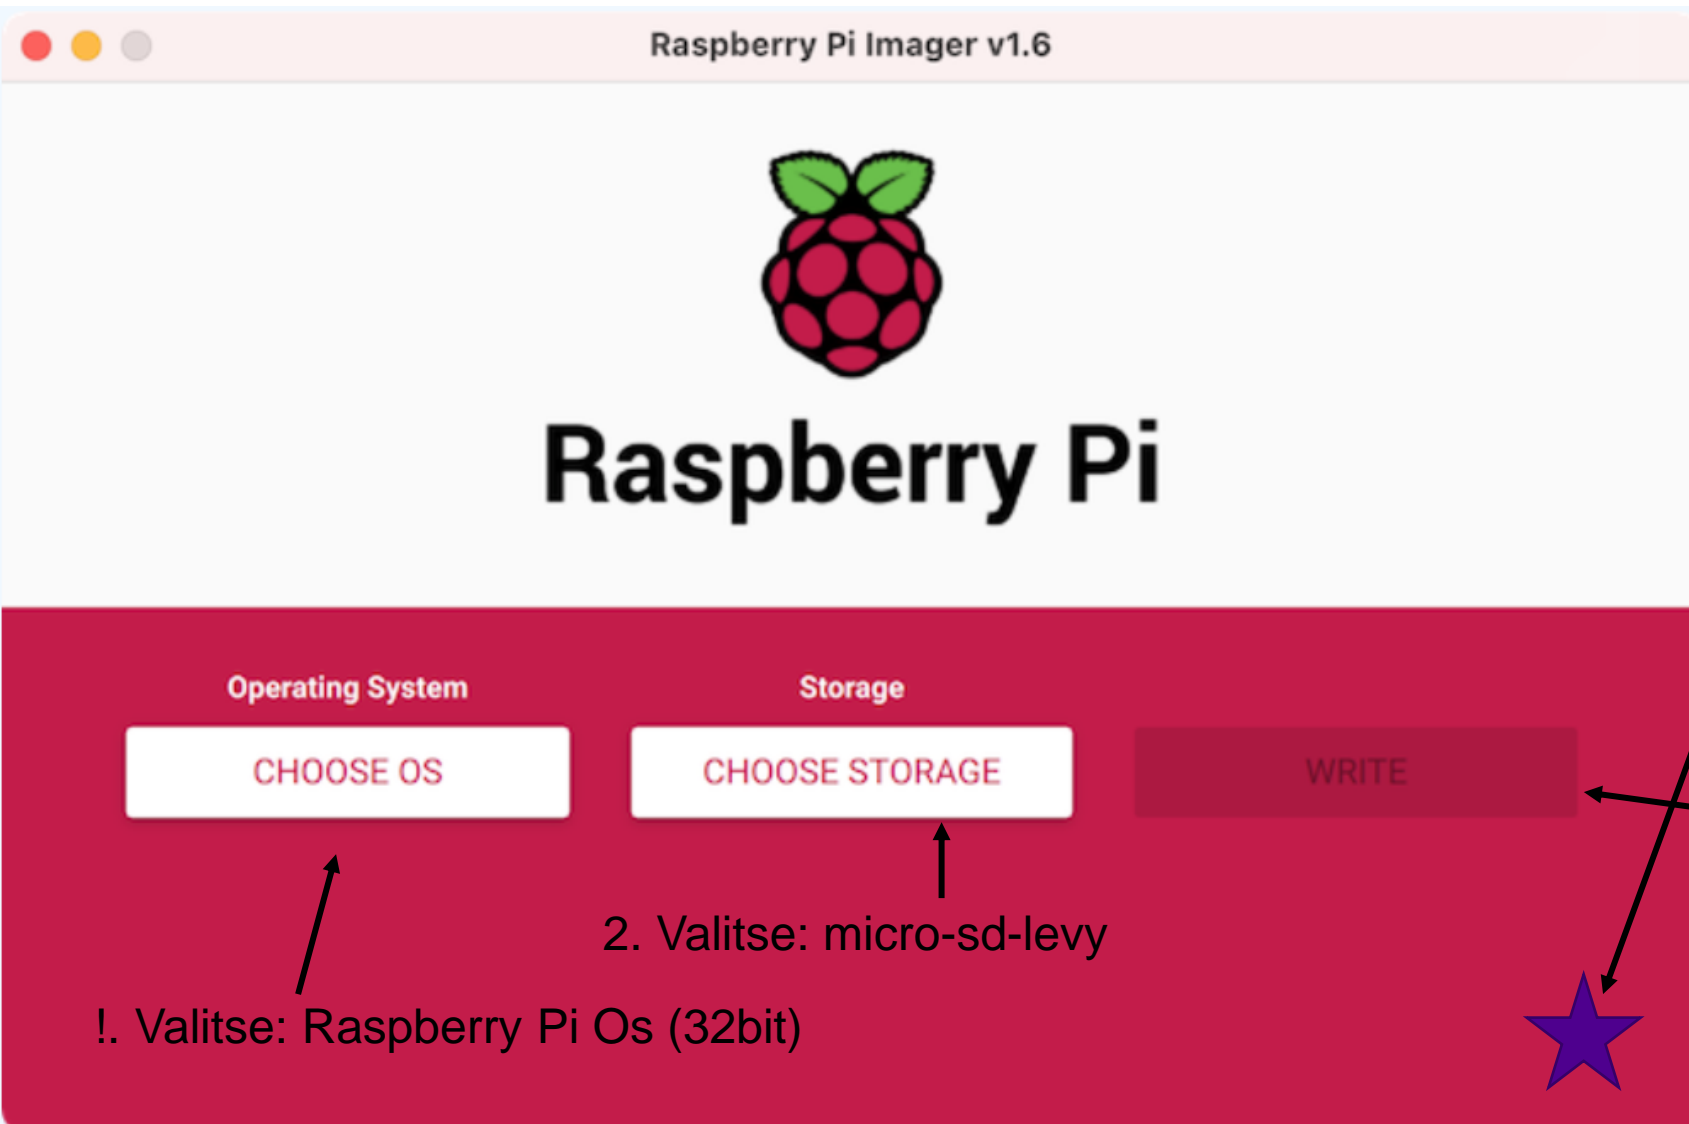 Raspberry Pi Imager v1.6
Raspberry Pi
Operating System
Storage
CHOOSE OS
CHOOSE STORAGE
WRITE
2. Valitse: micro-sd-levy
!. Valitse: Raspberry Pi Os (32bit)